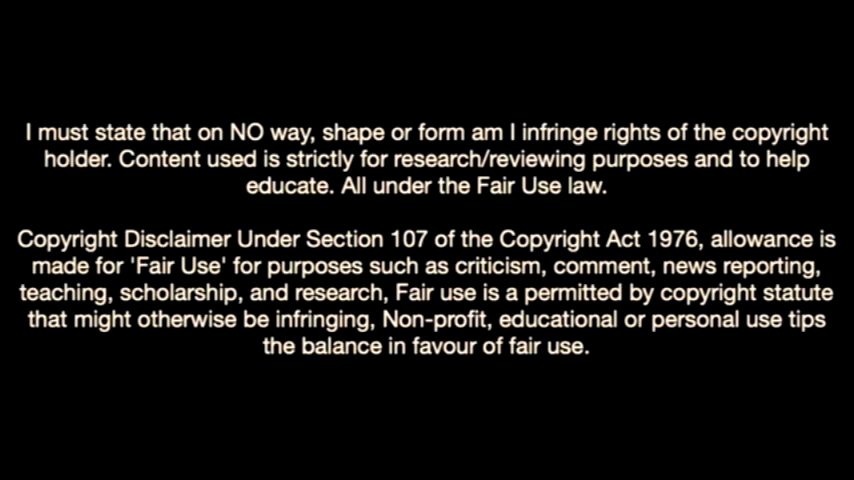 I must state that on NO way, shape or form am I infringe rights of the copyright
holder. Content used is strictly for research/reviewing purposes and to help
educate. All under the Fair Use law.
Copyright Disclaimer Under Section 107 of the Copyright Act 1976, allowance is
made for 'Fair Use' for purposes such as criticism, comment, news reporting,
teaching, scholarship, and research, Fair use is a permitted by copyright statute
that might otherwise be infringing, Non-profit, educational or personal use tips
the balance in favour of fair use.